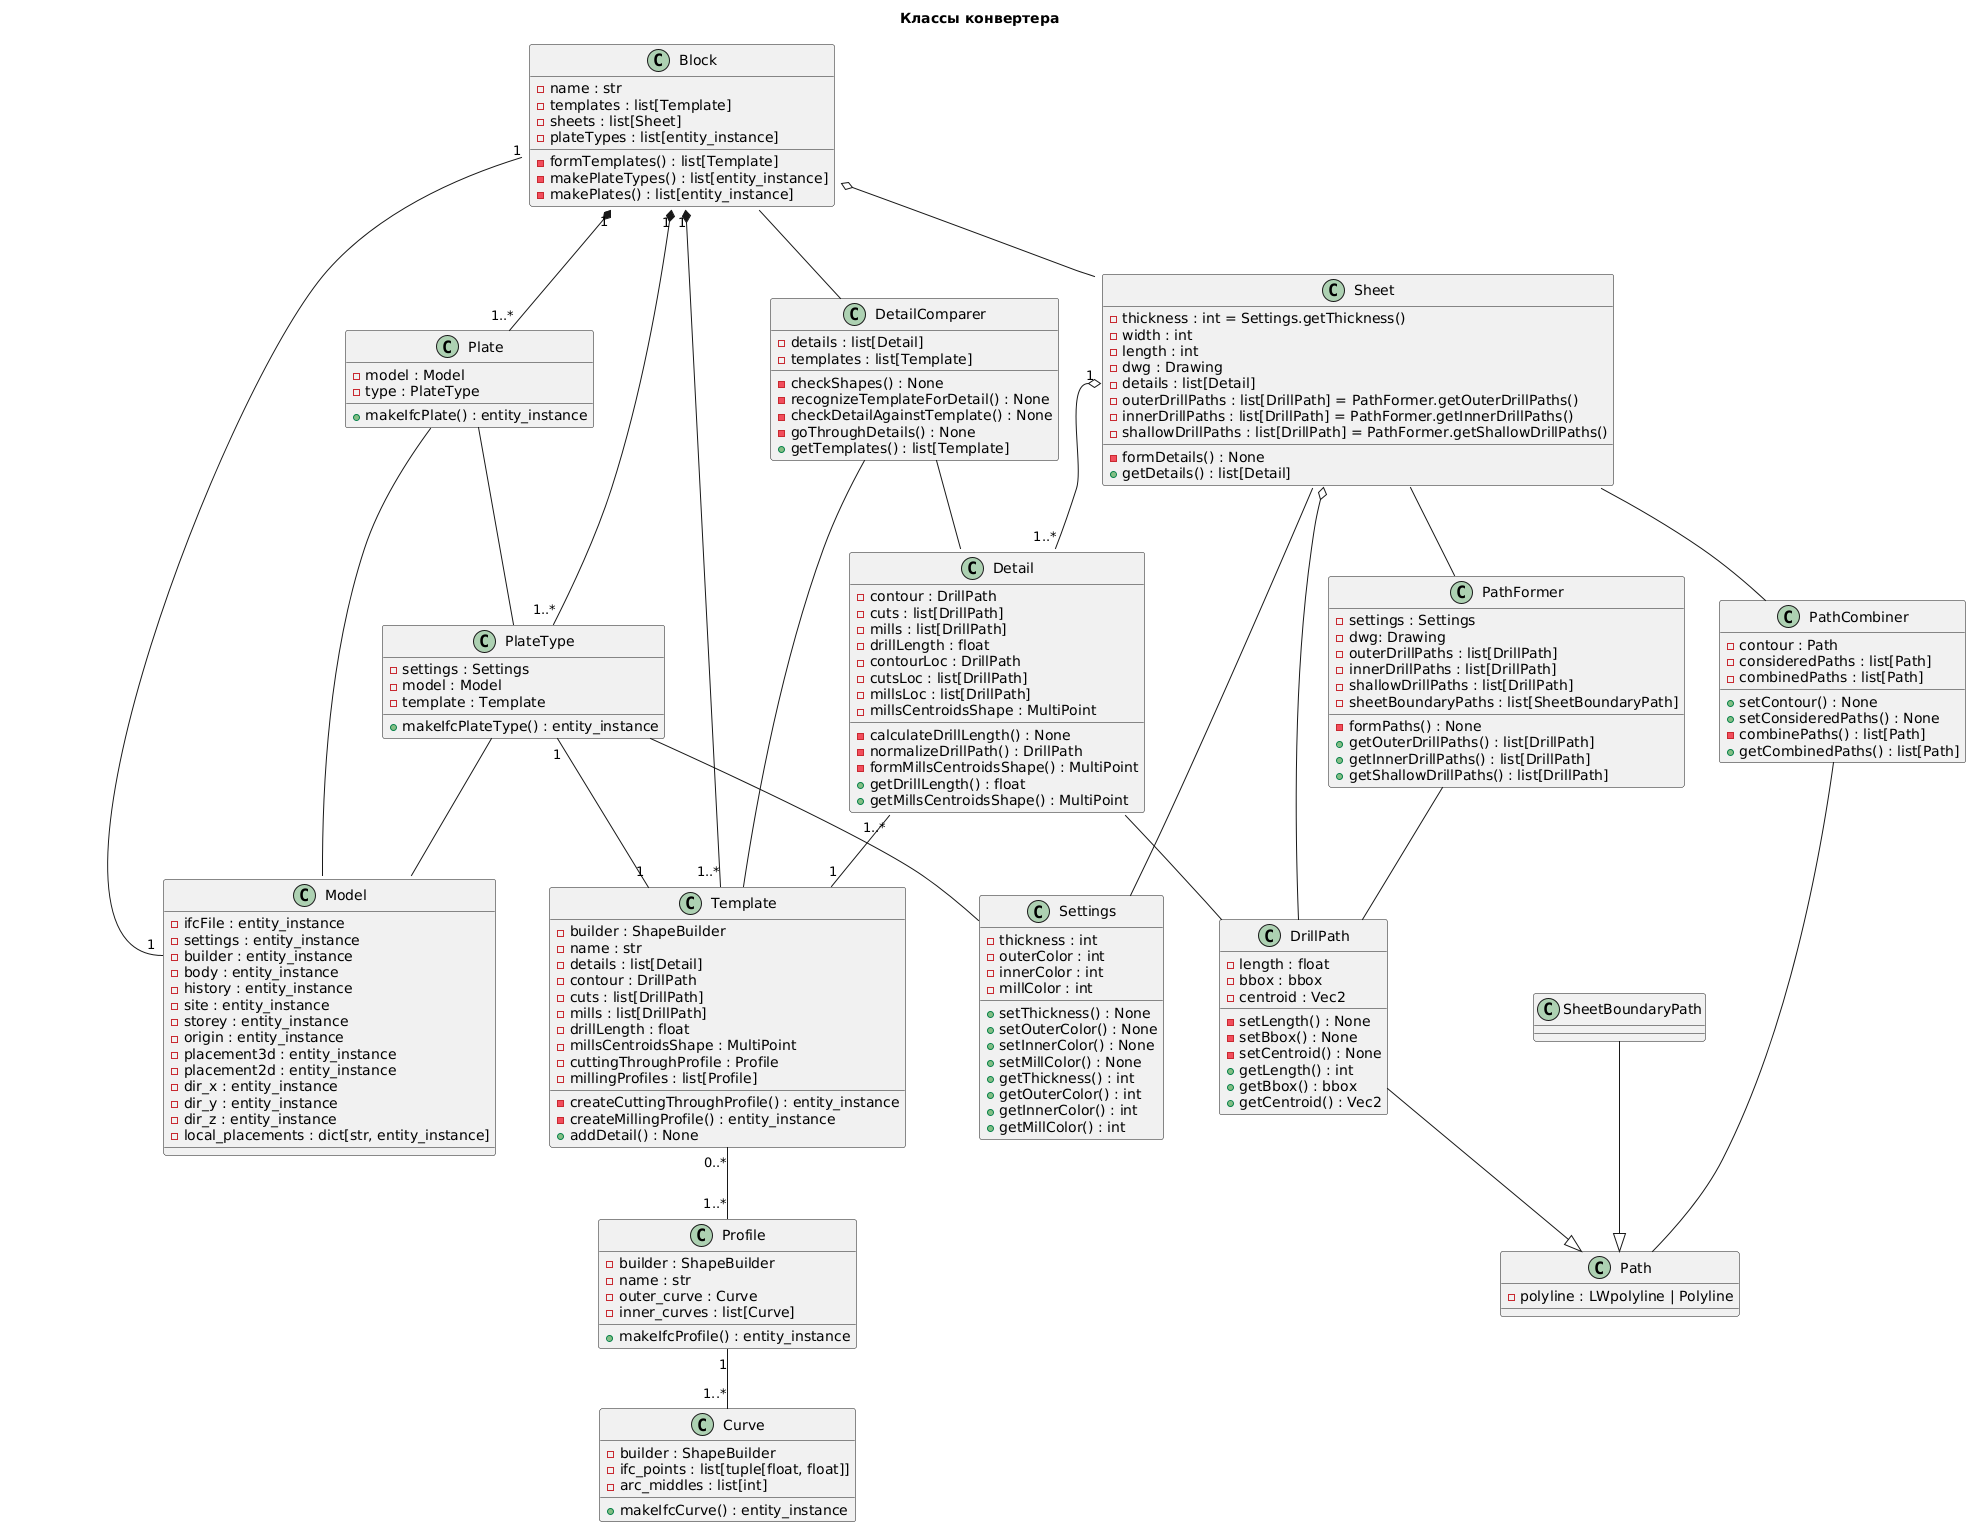 Классы конвертера
C Block
name : str
templates : list[Template]
sheets : list[Sheet]
plateTypes : list[entity_instance]
formTemplates() : list[Template]
makePlateTypes() : list[entity_instance]
makePlates() : list[entity_instance]
1
1
1
1
1..*
C Plate
model : Model
type : PlateType
makeIfcPlate() : entity_instance
C DetailComparer
details : list[Detail]
templates : list[Template]
checkShapes() : None
recognizeTemplateForDetail() : None
checkDetailAgainstTemplate() : None
goThroughDetails() : None
getTemplates() : list[Template]
C Sheet
thickness : int = Settings.getThickness()
width : int
length : int
dwg : Drawing
details : list[Detail]
outerDrillPaths : list[DrillPath] = PathFormer.getOuterDrillPaths()
innerDrillPaths : list[DrillPath] = PathFormer.getInnerDrillPaths()
shallowDrillPaths : list[DrillPath] = PathFormer.getShallowDrillPaths()
formDetails() : None
getDetails() : list[Detail]
1
1..*
1..*
C PlateType
settings : Settings
model : Model
template : Template
makeIfcPlateType() : entity_instance
1
C Detail
contour : DrillPath
cuts : list[DrillPath]
mills : list[DrillPath]
drillLength : float
contourLoc : DrillPath
cutsLoc : list[DrillPath]
millsLoc : list[DrillPath]
millsCentroidsShape : MultiPoint
calculateDrillLength() : None
normalizeDrillPath() : DrillPath
formMillsCentroidsShape() : MultiPoint
getDrillLength() : float
getMillsCentroidsShape() : MultiPoint
1..*
C PathFormer
settings : Settings
dwg: Drawing
outerDrillPaths : list[DrillPath]
innerDrillPaths : list[DrillPath]
shallowDrillPaths : list[DrillPath]
sheetBoundaryPaths : list[SheetBoundaryPath]
formPaths() : None
getOuterDrillPaths() : list[DrillPath]
getInnerDrillPaths() : list[DrillPath]
getShallowDrillPaths() : list[DrillPath]
C PathCombiner
contour : Path
consideredPaths : list[Path]
combinedPaths : list[Path]
setContour() : None
setConsideredPaths() : None
combinePaths() : list[Path]
getCombinedPaths() : list[Path]
1
1..*
1
1
C Model
ifcFile : entity_instance
settings : entity_instance
builder : entity_instance
body : entity_instance
history : entity_instance
site : entity_instance
storey : entity_instance
origin : entity_instance
placement3d : entity_instance
placement2d : entity_instance
dir_x : entity_instance
dir_y : entity_instance
dir_z : entity_instance
local_placements : dict[str, entity_instance]
C Template
builder : ShapeBuilder
name : str
details : list[Detail]
contour : DrillPath
cuts : list[DrillPath]
mills : list[DrillPath]
drillLength : float
millsCentroidsShape : MultiPoint
cuttingThroughProfile : Profile
millingProfiles : list[Profile]
createCuttingThroughProfile() : entity_instance
createMillingProfile() : entity_instance
addDetail() : None
C Settings
thickness : int
outerColor : int
innerColor : int
millColor : int
setThickness() : None
setOuterColor() : None
setInnerColor() : None
setMillColor() : None
getThickness() : int
getOuterColor() : int
getInnerColor() : int
getMillColor() : int
C DrillPath
length : float
bbox : bbox
centroid : Vec2
setLength() : None
setBbox() : None
setCentroid() : None
getLength() : int
getBbox() : bbox
getCentroid() : Vec2
C SheetBoundaryPath
0..*
1..*
C Profile
builder : ShapeBuilder
name : str
outer_curve : Curve
inner_curves : list[Curve]
makeIfcProfile() : entity_instance
C Path
polyline : LWpolyline | Polyline
1
1..*
C Curve
builder : ShapeBuilder
ifc_points : list[tuple[float, float]]
arc_middles : list[int]
makeIfcCurve() : entity_instance